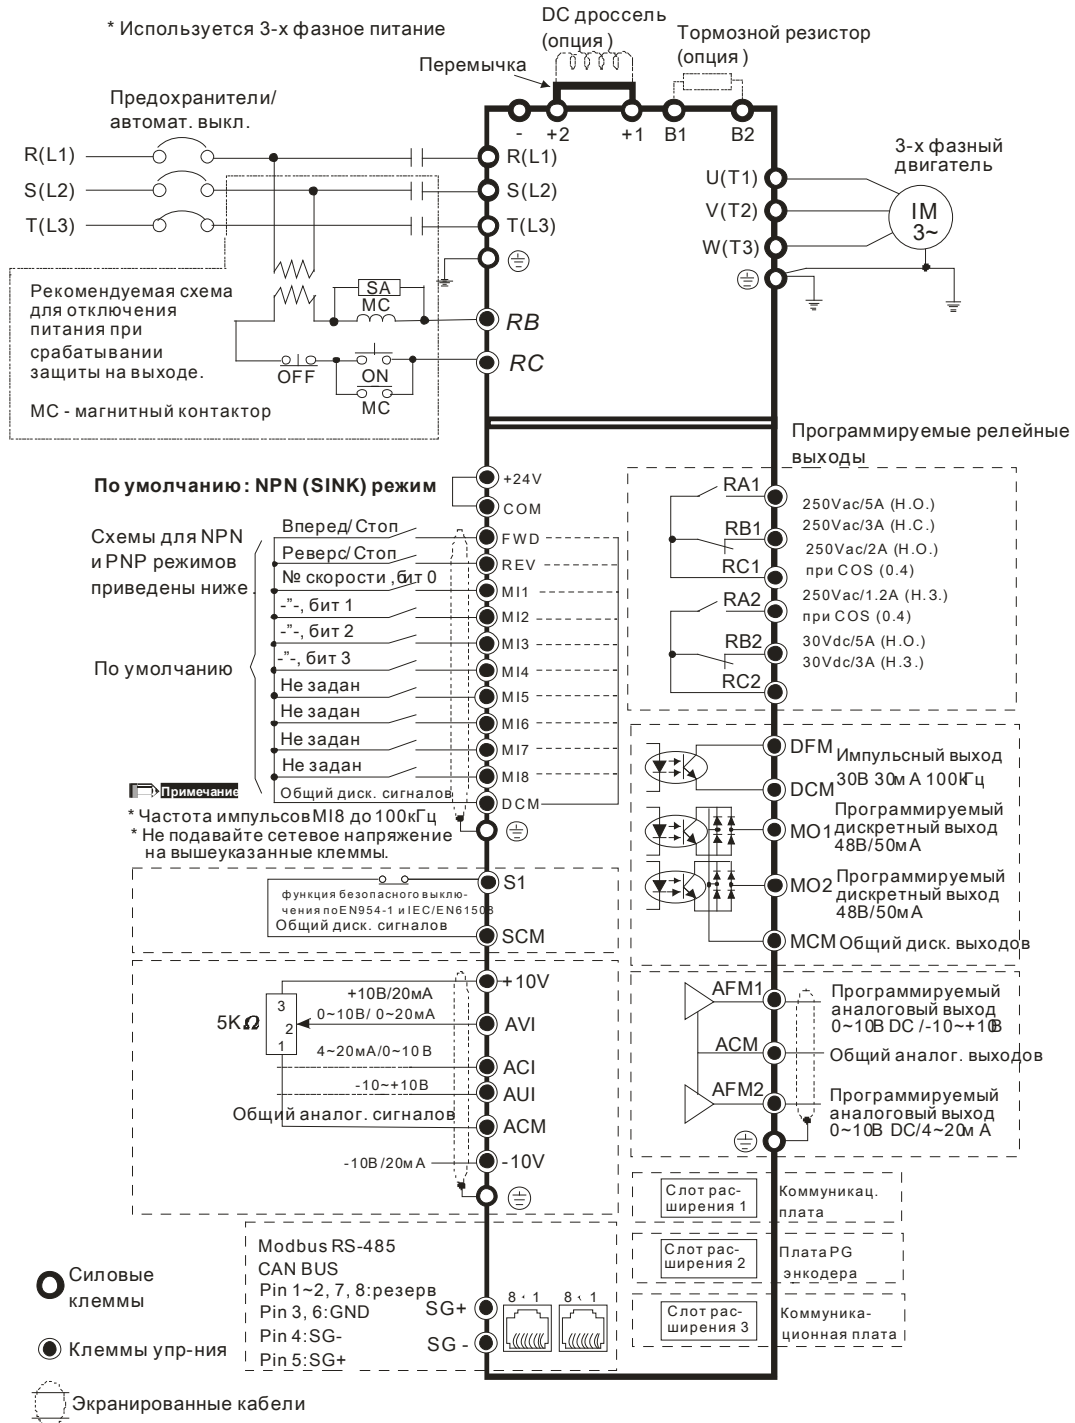 * Используется 3-х фазное питание
DC дроссель
(опция)
Тормозной резистор
(опция)
Перемычка
Предохранители/
автомат. выкл.
- +2 +1 B1 B2
R(L1)
S(L2)
T(L3)
R(L1)
S(L2)
T(L3)
U(T1)
V(T2)
W(T3)
3-х фазный
двигатель
IM
3~
Рекомендуемая схема
для отключения
питания при
срабатывании
защиты на выходе.
МС - магнитный контактор
SA
MC
OFF
ON
MC
RB
RC
По умолчанию: NPN (SINK) режим
Схемы для NPN
и PNP режимов
приведены ниже.
По умолчанию
+24V
COM
Вперед/Стоп
FWD
Реверс/Стоп
REV
№ скорости, бит 0
MI1
-"-, бит 1
MI2
-"-, бит 2
MI3
-"-, бит 3
MI4
Не задан
MI5
Не задан
MI6
Не задан
MI7
Не задан
MI8
Общий диск. сигналов
DCM
Примечание
* Частота импульсов MI8 до 100кГц
* Не подавайте сетевое напряжение
на вышеуказанные клеммы.
Программируемые релейные
выходы
RA1
RB1
RC1
RA2
RB2
RC2
250Vac/5A (Н.О.)
250Vac/3A (Н.С.)
250Vac/2A (Н.О.)
при COS (0.4)
250Vac/1.2A (Н.З.)
при COS (0.4)
30Vdc/5A (Н.О.)
30Vdc/3A (Н.З.)
DFM
Импульсный выход
30В 30мА 100кГц
DCM
MO1
Программируемый
дискретный выход
48В/50мА
MO2
Программируемый
дискретный выход
48В/50мА
MCM
Общий диск. выходов
S1
функция безопасного выклю-
чения по EN954-1 и IEC/EN61508
Общий диск. сигналов
SCM
+10V
+10В/20мА
5KΩ
3
2
1
0~10В/ 0~20мА
AVI
4~20мА/0~10В
ACI
-10~+10В
AUI
Общий аналог. сигналов
ACM
-10В/20мА
-10V
AFM1
Программируемый
аналоговый выход
0~10В DC /-10~+10В
ACM
Общий аналог. выходов
AFM2
Программируемый
аналоговый выход
0~10В DC/4~20мА
Слот рас-
ширения 1
Коммуникац.
плата
Слот рас-
ширения 2
Плата PG
энкодера
Слот рас-
ширения 3
Коммуника-
ционная плата
Modbus RS-485
CAN BUS
Pin 1~2, 7, 8:резерв
Pin 3, 6:GND
Pin 4:SG-
Pin 5:SG+
SG+
SG-
8 1
8 1
Силовые
клеммы
Клеммы упр-ния
Экранированные кабели